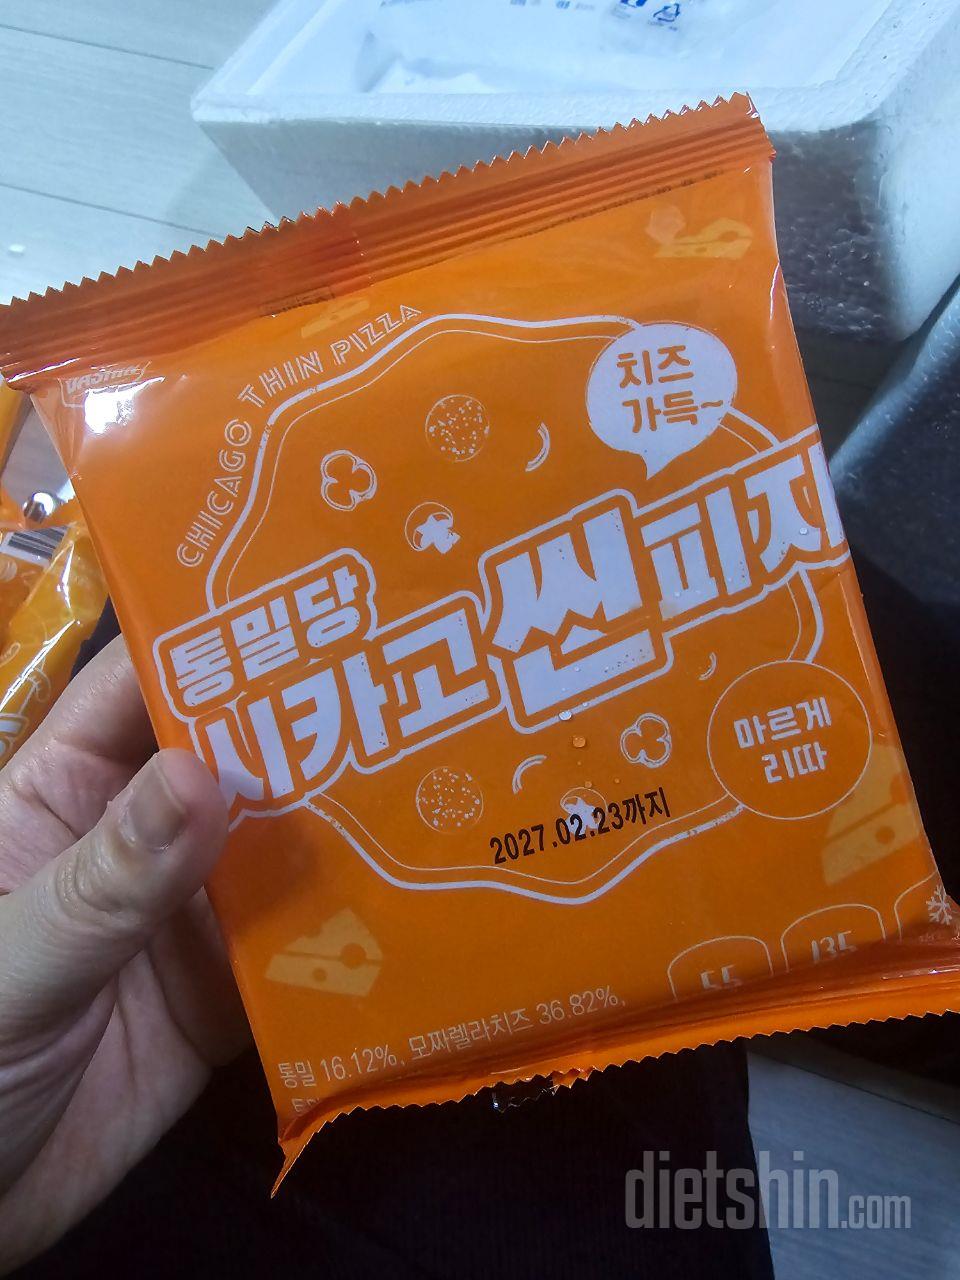 CHICAGO THIN PIZZA
치즈
가득~
통밀당
시카고 씬 피자
마르게
리따
2027.02.23까지
55
135
통밀 16.12%, 모짜렐라치즈 36.82%,
dietshin.com